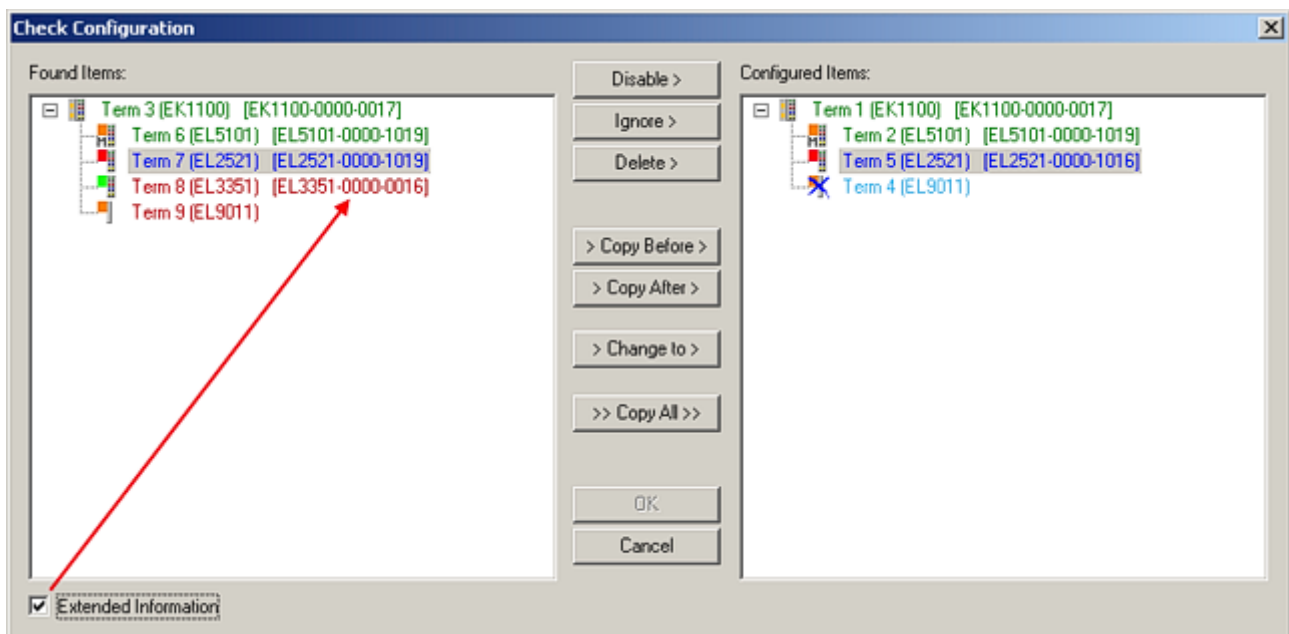 Check Configuration
Found Items:
Term 3 (EK1100) [EK1100-0000-0017]
Term 6 (EL5101) [EL5101-0000-1019]
Term 7 (EL2521) [EL2521-0000-1019]
Term 8 (EL3351) [EL3351-0000-0016]
Term 9 (EL9011)
Disable >
Ignore >
Delete >
> Copy Before >
> Copy After >
> Change to >
>> Copy All >>
OK
Cancel
Configured Items:
Term 1 (EK1100) [EK1100-0000-0017]
Term 2 (EL5101) [EL5101-0000-1019]
Term 5 (EL2521) [EL2521-0000-1016]
Term 4 (EL9011)
Extended Information